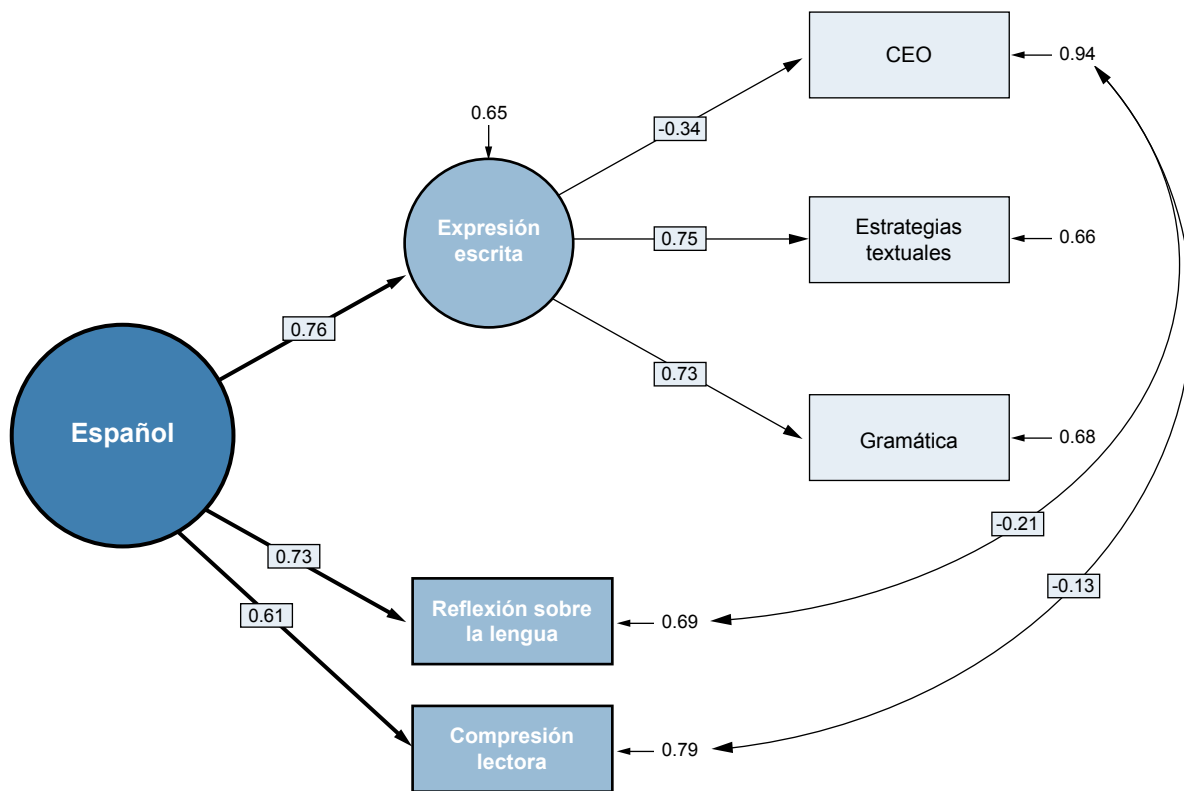 CEO
0.94
0.65
-0.34
Expresión
escrita
0.75
Estrategias
textuales
0.66
0.76
0.73
Español
Gramática
0.68
-0.21
0.73
-0.13
0.61
Reflexión sobre
la lengua
0.69
Compresión
lectora
0.79